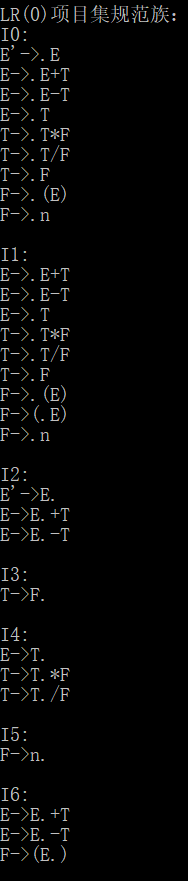 LR(0)项目集规范族：
I0:
E'->.E
E->.E+T
E->.E-T
E->.T
T->.T*F
T->.T/F
T->.F
F->.(E)
F->.n
I1:
E->.E+T
E->.E-T
E->.T
T->.T*F
T->.T/F
T->.F
F->.(E)
F->(.E)
F->.n
I2:
E'->E.
E->E.+T
E->E.-T
I3:
T->F.
I4:
E->T.
T->T.*F
T->T./F
I5:
F->n.
I6:
E->E.+T
E->E.-T
F->(E.)